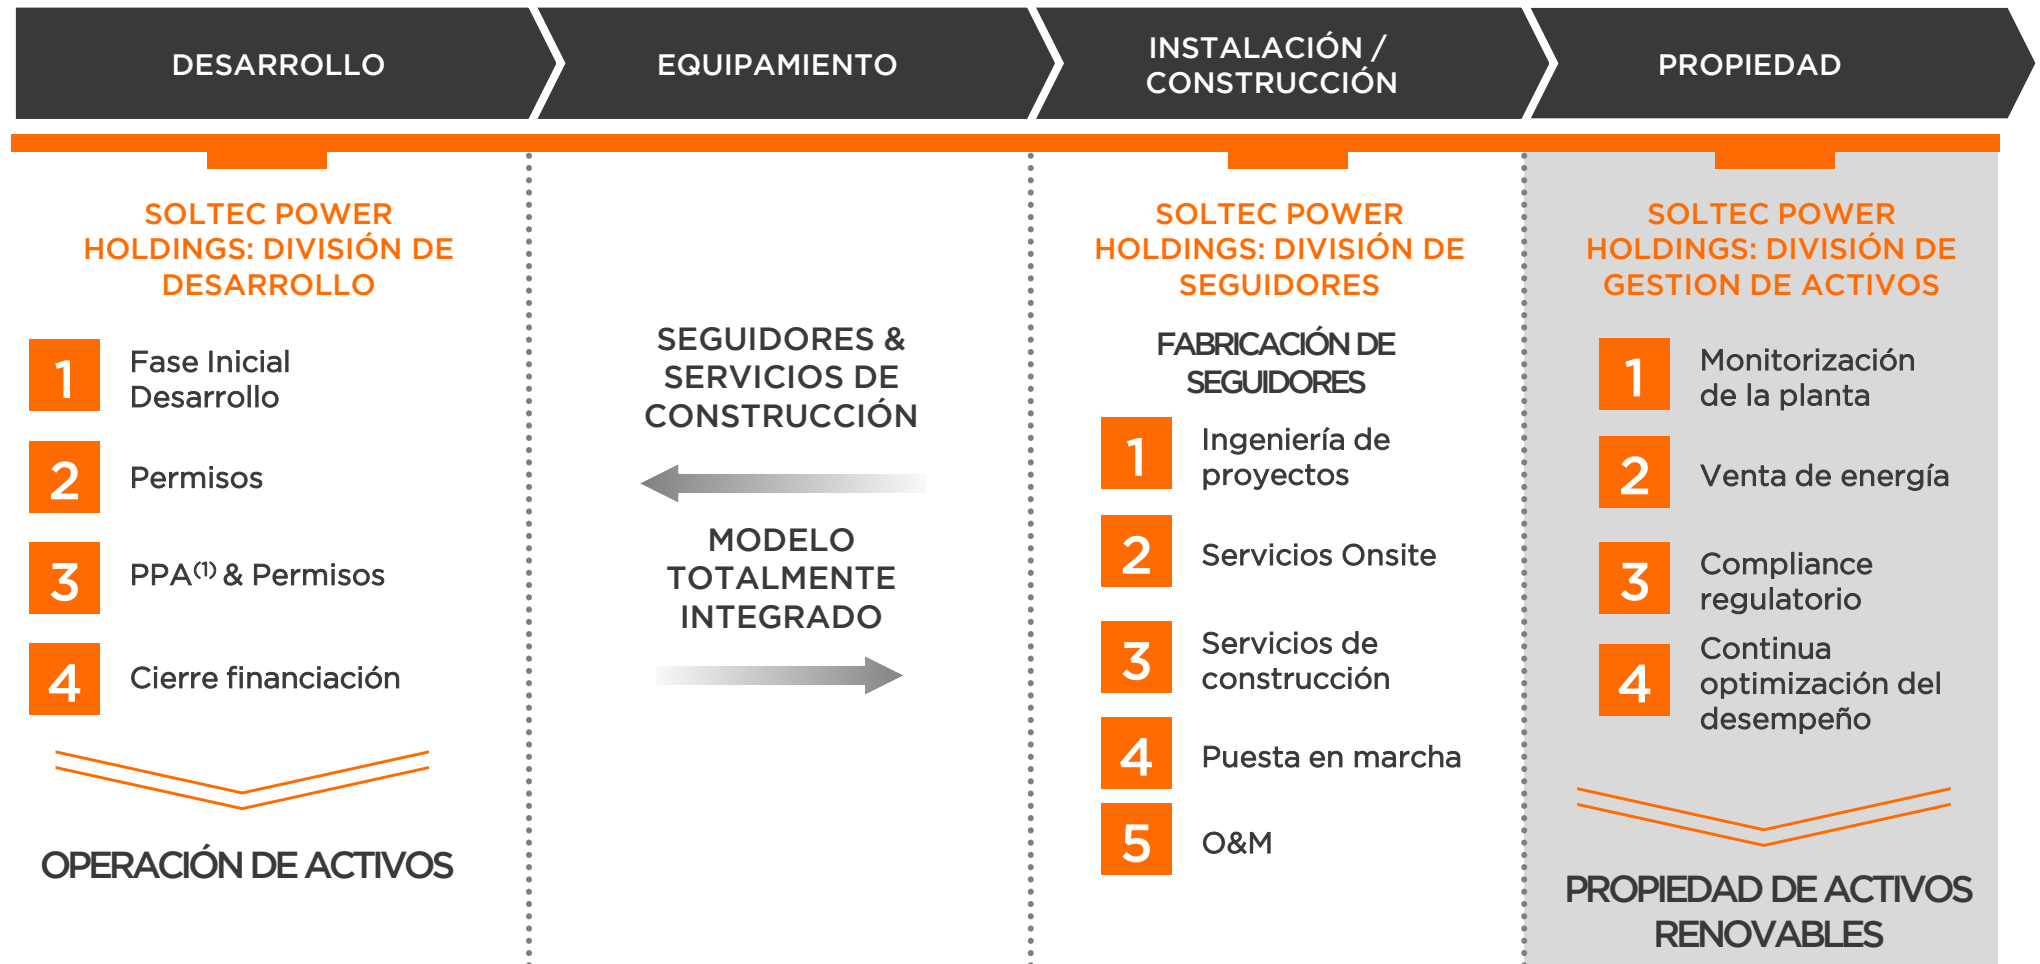 DESARROLLO
EQUIPAMIENTO
INSTALACIÓN /
CONSTRUCCIÓN
PROPIEDAD
SOLTEC POWER
HOLDINGS: DIVISIÓN DE
DESARROLLO
1
Fase Inicial
Desarrollo
2
Permisos
3
PPA(1) & Permisos
4
Cierre financiación
OPERACIÓN DE ACTIVOS
SEGUIDORES &
SERVICIOS DE
CONSTRUCCIÓN
MODELO
TOTALMENTE
INTEGRADO
SOLTEC POWER
HOLDINGS: DIVISIÓN DE
SEGUIDORES
FABRICACIÓN DE
SEGUIDORES
1
Ingeniería de
proyectos
2
Servicios Onsite
3
Servicios de
construcción
4
Puesta en marcha
5
O&M
SOLTEC POWER
HOLDINGS: DIVISIÓN DE
GESTION DE ACTIVOS
1
Monitorización
de la planta
2
Venta de energía
3
Compliance
regulatorio
4
Continua
optimización del
desempeño
PROPIEDAD DE ACTIVOS
RENOVABLES